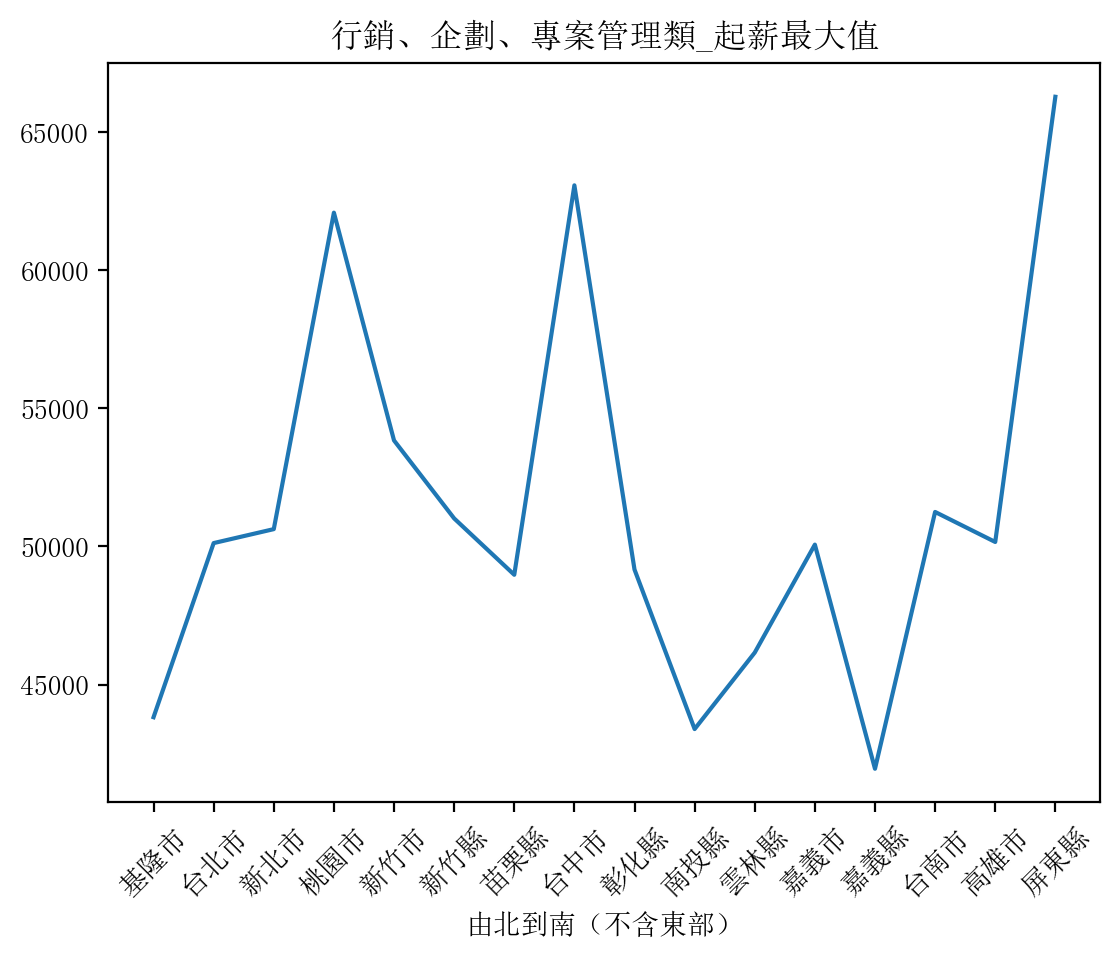 行銷、企劃、專案管理類_起薪最大值
65000
60000
55000
50000
45000
基隆市
台北市
新北市
桃園市
新竹市
新竹縣
苗栗縣
台中市
彰化縣
南投縣
雲林縣
嘉義市
嘉義縣
台南市
高雄市
屏東縣
由北到南（不含東部）